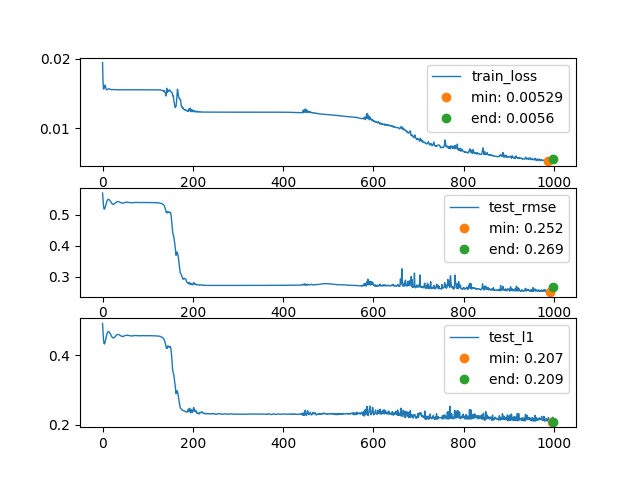 0.02
0.01
train_loss
min: 0.00529
end: 0.0056
0 200 400 600 800 1000
0.5
0.4
0.3
test_rmse
min: 0.252
end: 0.269
0 200 400 600 800 1000
0.4
0.2
test_l1
min: 0.207
end: 0.209
0 200 400 600 800 1000